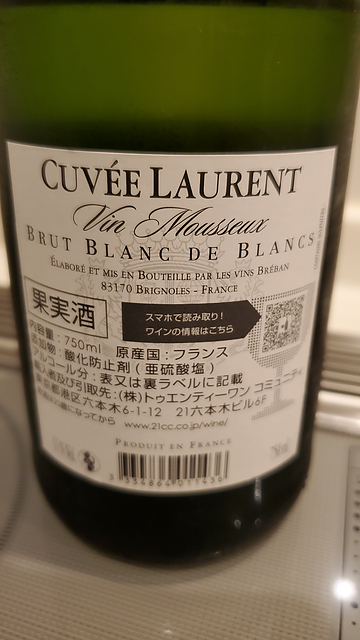 CUVÉE LAURENT
Vin Mousseux
BRUT BLANC DE BLANCS
ÉLABORÉ ET MIS EN BOUTEILLE PAR LES VINS BRÉBAN
83170 BRIGNOLES - FRANCE
果実酒
スマホで読み取り!
ワインの情報はこちら
内容量:750ml 原産国:フランス
添加物:酸化防止剤(亜硫酸塩)
アルコール分:表又は裏ラベルに記載
及び引取先:(株)トゥエンティーワン コミュニティ
東京都港区六本木6-1-12 21六本木ビル6F
なってから www.21cc.co.jp/wine/
PRODUIT EN FRANCE